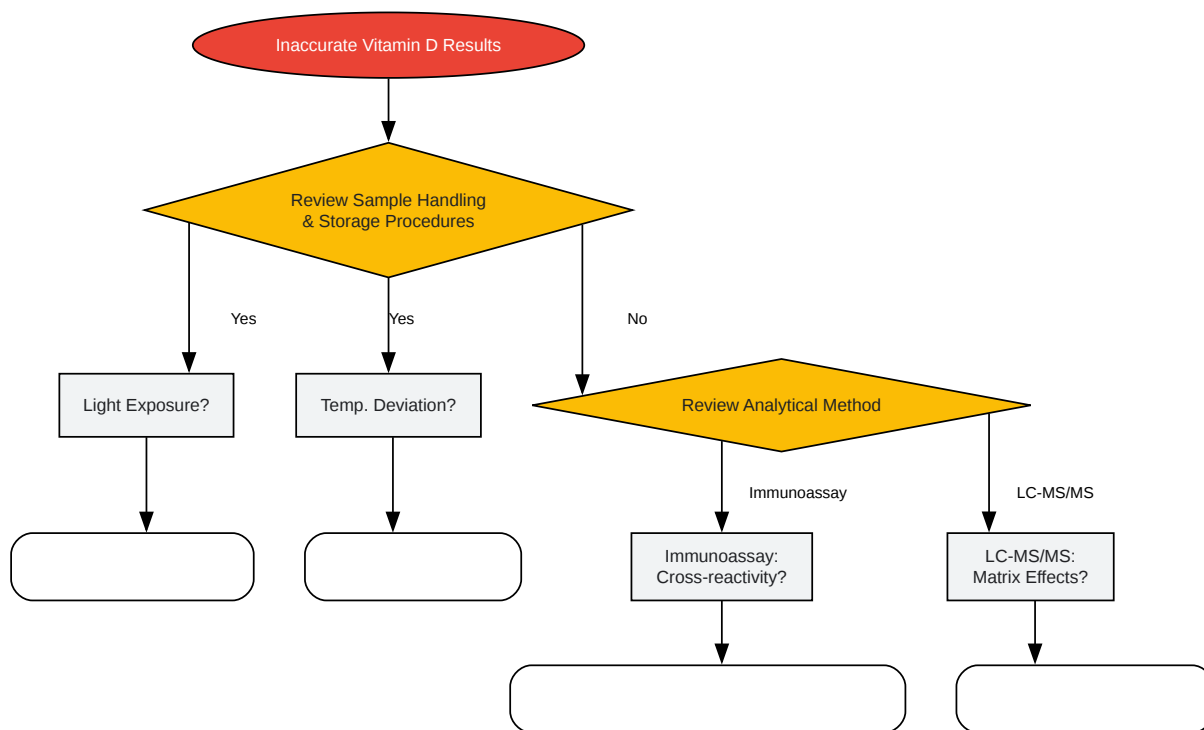 Inaccurate Vitamin D Results
Review Sample Handling
& Storage Procedures
Yes
Yes
No
Light Exposure?
Temp. Deviation?
Review Analytical Method
Immunoassay
LC-MS/MS
Immunoassay:
Cross-reactivity?
LC-MS/MS:
Matrix Effects?